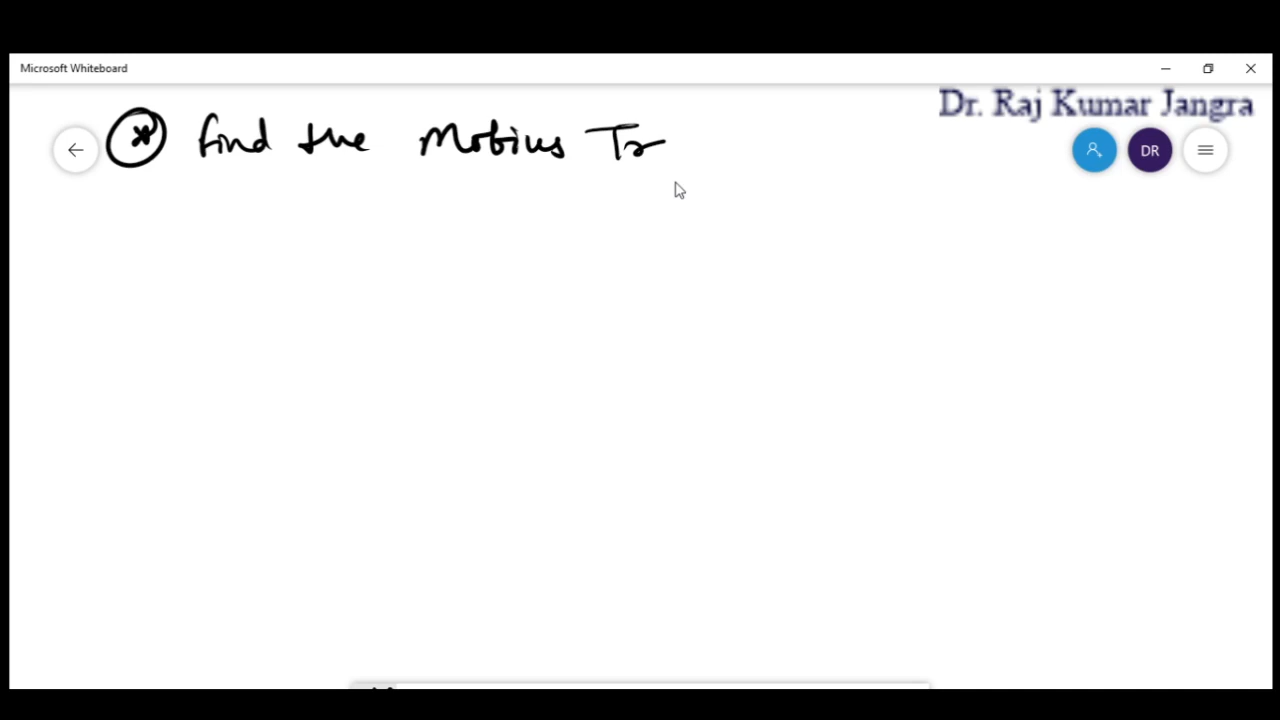 Microsoft Whiteboard
Dr. Raj Kumar Jangra
* find the Mobius Tr
DR